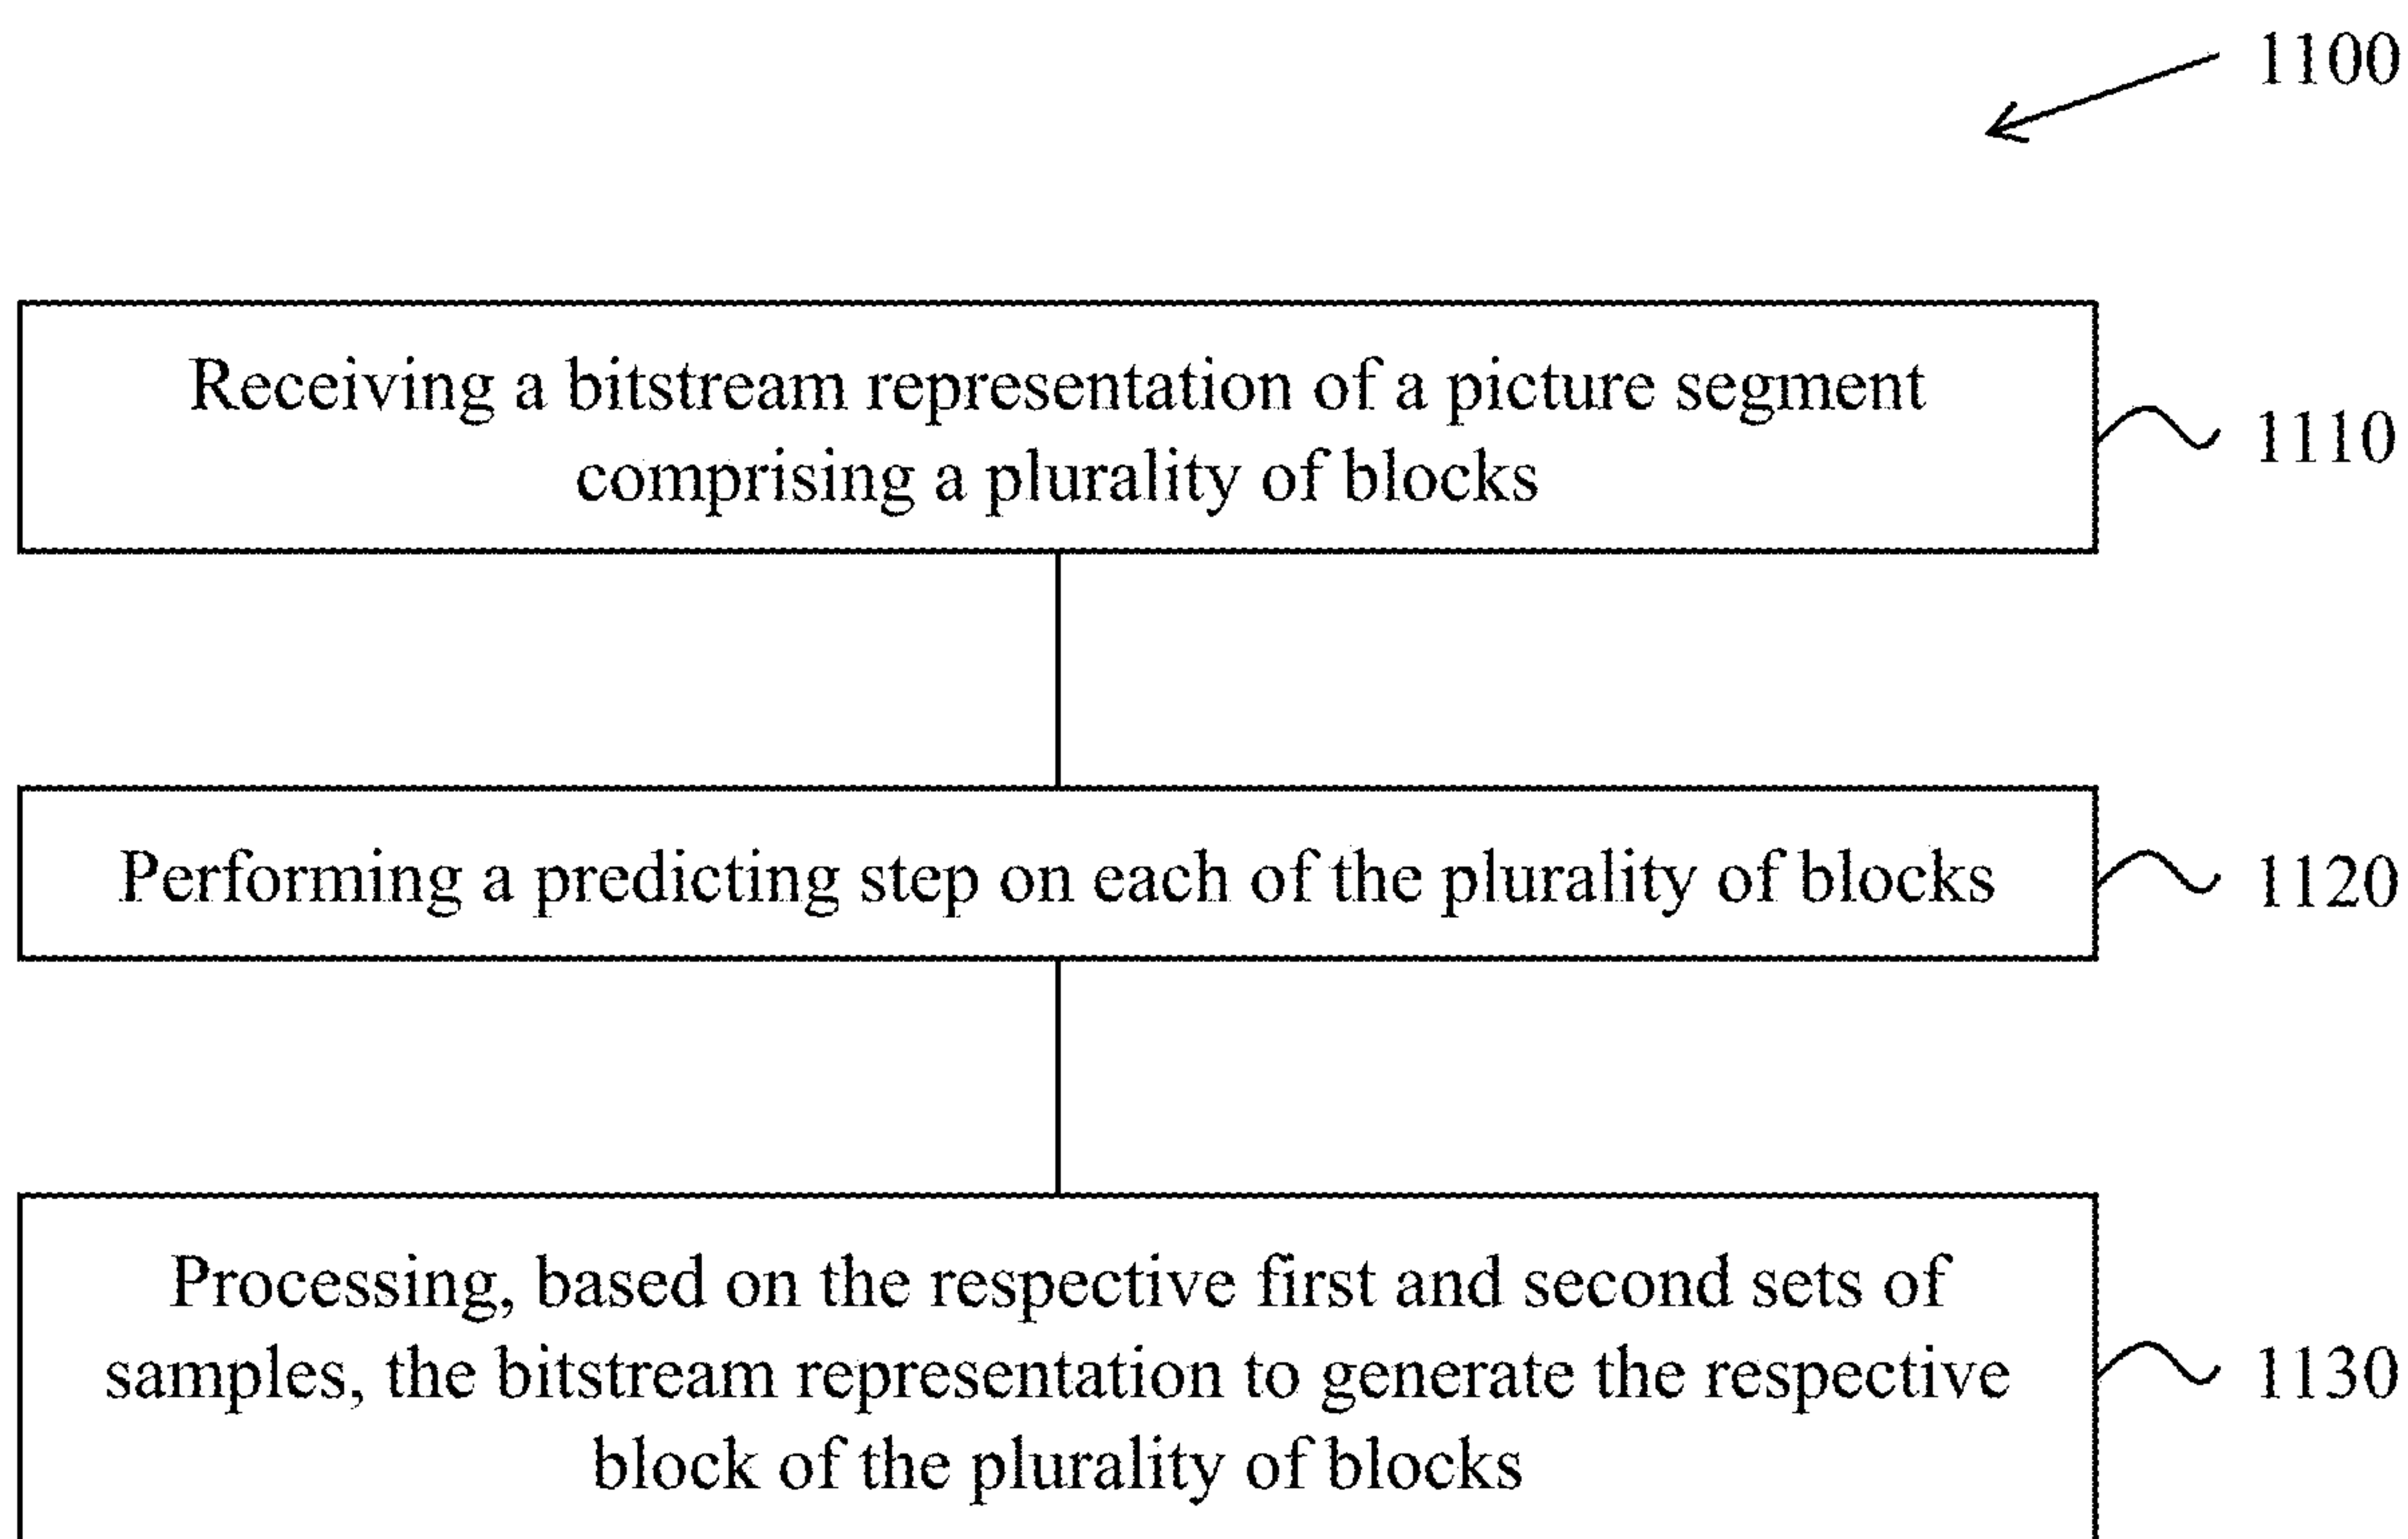 1100
Receiving a bitstream representation of a picture segment
comprising a plurality of blocks
1110
Performing a predicting step on each of the plurality of blocks
1120
Processing, based on the respective first and second sets of
samples, the bitstream representation to generate the respective
block of the plurality of blocks
1130